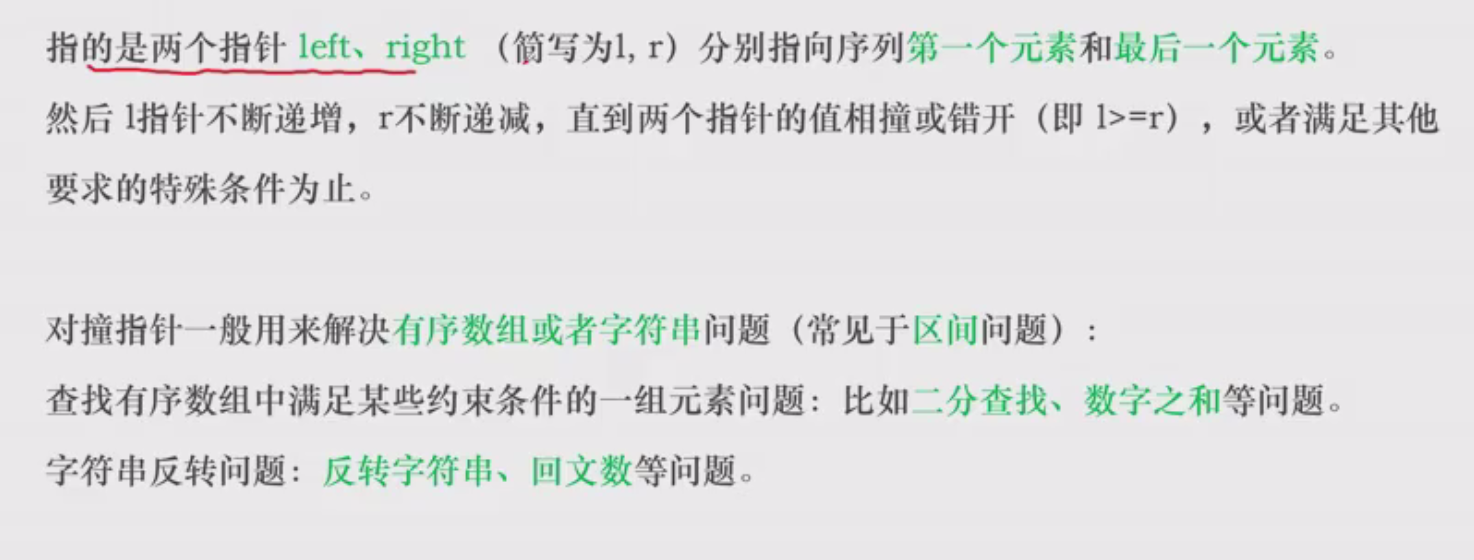 指的是两个指针 left、right （简写为l, r）分别指向序列第一个元素和最后一个元素。
然后 l指针不断递增，r不断递减，直到两个指针的值相撞或错开（即 l>=r），或者满足其他
要求的特殊条件为止。
对撞指针一般用来解决有序数组或者字符串问题（常见于区间问题）：
查找有序数组中满足某些约束条件的一组元素问题：比如二分查找、数字之和等问题。
字符串反转问题：反转字符串、回文数等问题。